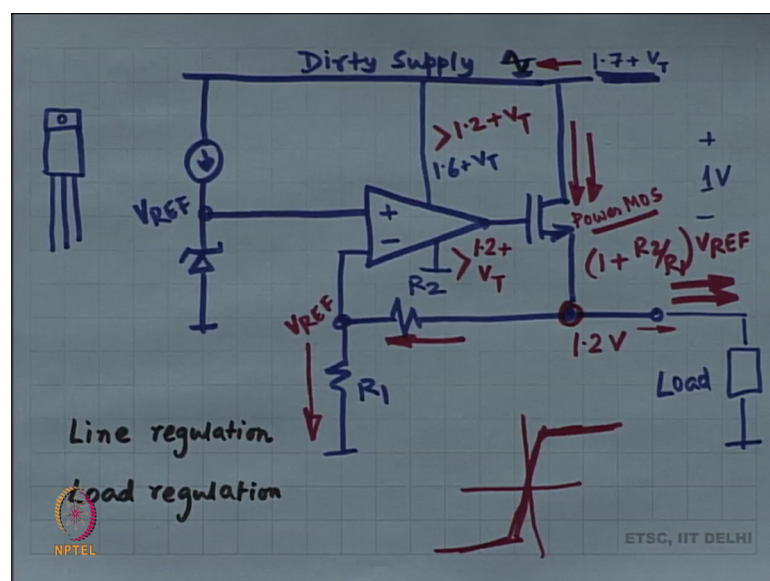 Dirty Supply
1.7 + VT
>1.2 + VT
1.6 + VT
+
1V
-
VREF
+
-
Power MOS
(1 + R2/R1) VREF
>1.2 + VT
R2
VREF
1.2 V
R1
Load
Line regulation
Load regulation
NPTEL
ETSC, IIT DELHI